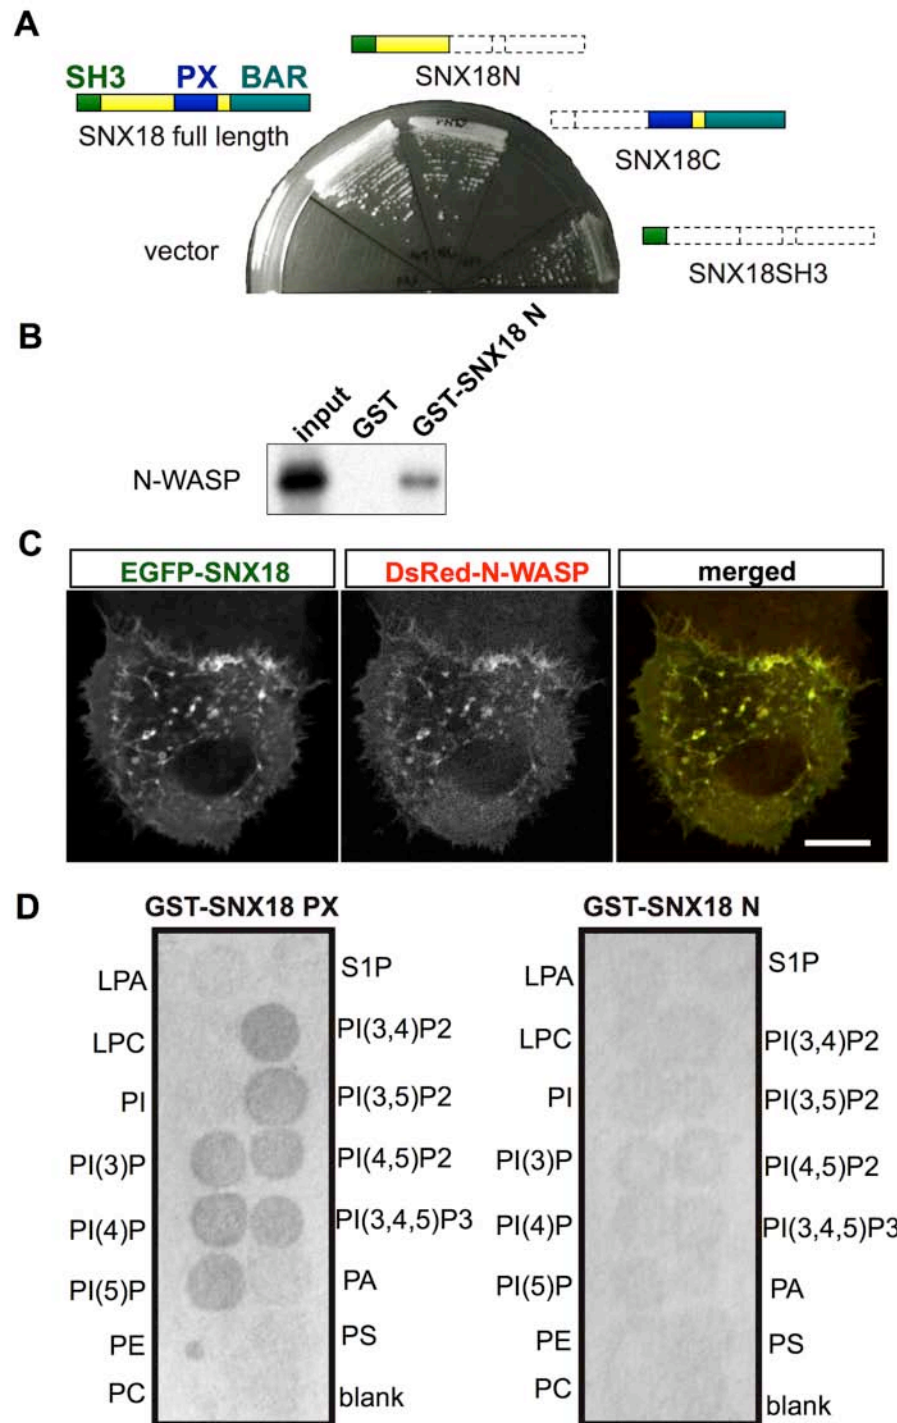 A
SH3 PX BAR
SNX18 full length
SNX18N
SNX18C
vector
SNX18SH3
B
input
GST
GST-SNX18 N
N-WASP
C
EGFP-SNX18
DsRed-N-WASP
merged
D
GST-SNX18 PX
LPA
S1P
LPC
PI(3,4)P2
PI
PI(3,5)P2
PI(3)P
PI(4,5)P2
PI(4)P
PI(3,4,5)P3
PI(5)P
PA
PE
PS
PC
blank
GST-SNX18 N
LPA
S1P
LPC
PI(3,4)P2
PI
PI(3,5)P2
PI(3)P
PI(4,5)P2
PI(4)P
PI(3,4,5)P3
PI(5)P
PA
PE
PS
PC
blank